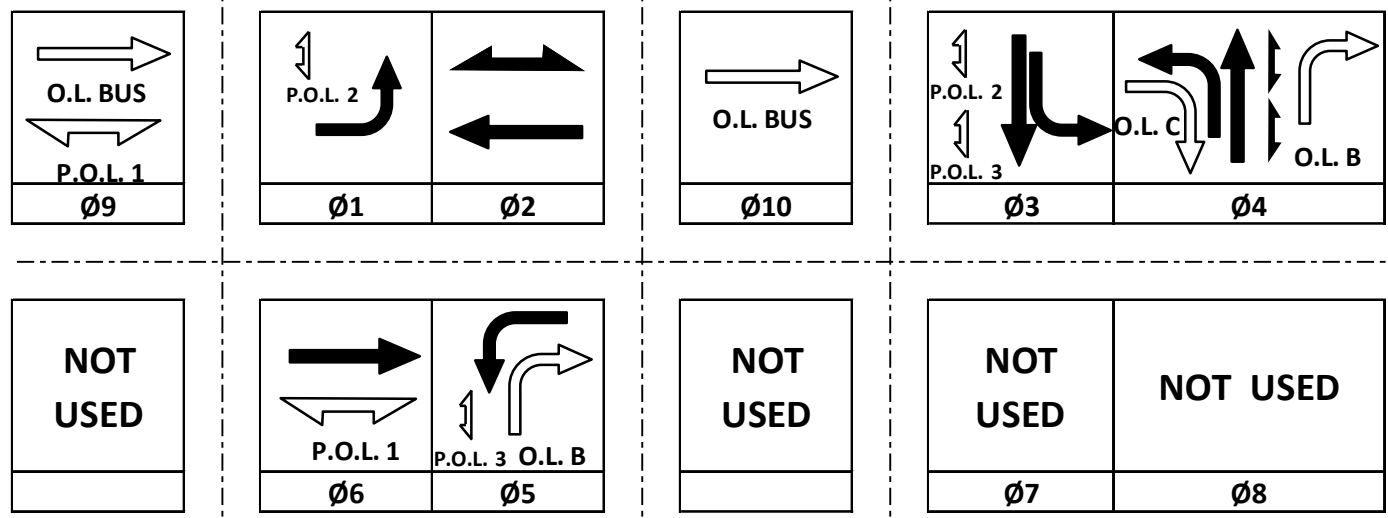 O.L. BUS
P.O.L. 1
Ø9
P.O.L. 2
Ø1
Ø2
O.L. BUS
Ø10
P.O.L. 2
P.O.L. 3
Ø3
O.L. C
O.L. B
Ø4
NOT
USED
P.O.L. 1
Ø6
P.O.L. 3 O.L. B
Ø5
NOT
USED
NOT
USED
Ø7
NOT USED
Ø8